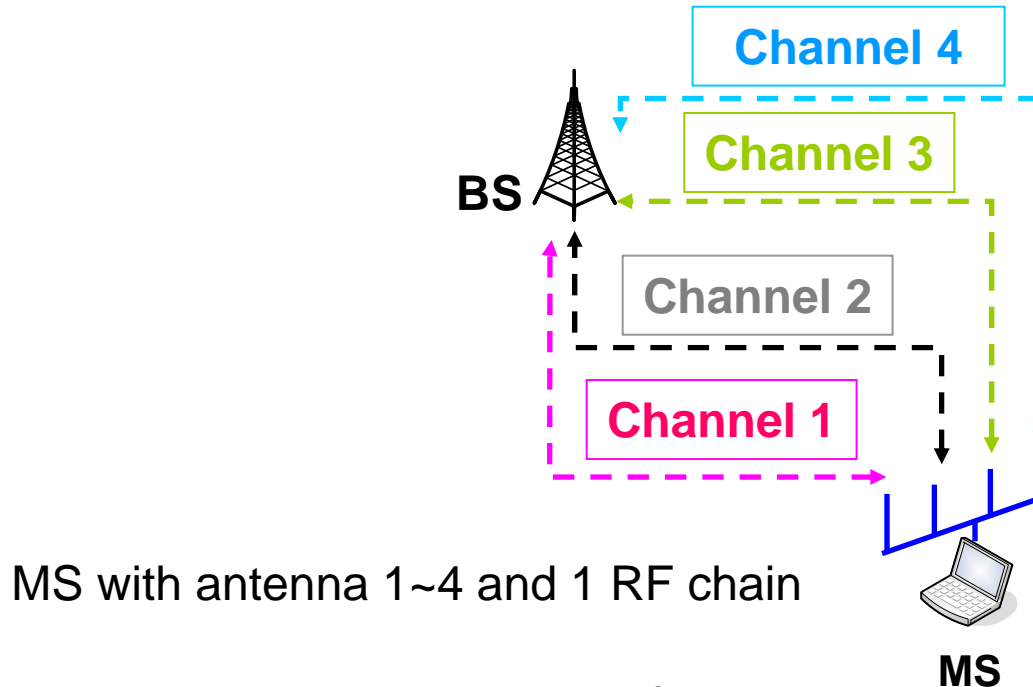 Channel 4
Channel 3
BS
Channel 2
Channel 1
MS with antenna 1~4 and 1 RF chain
MS